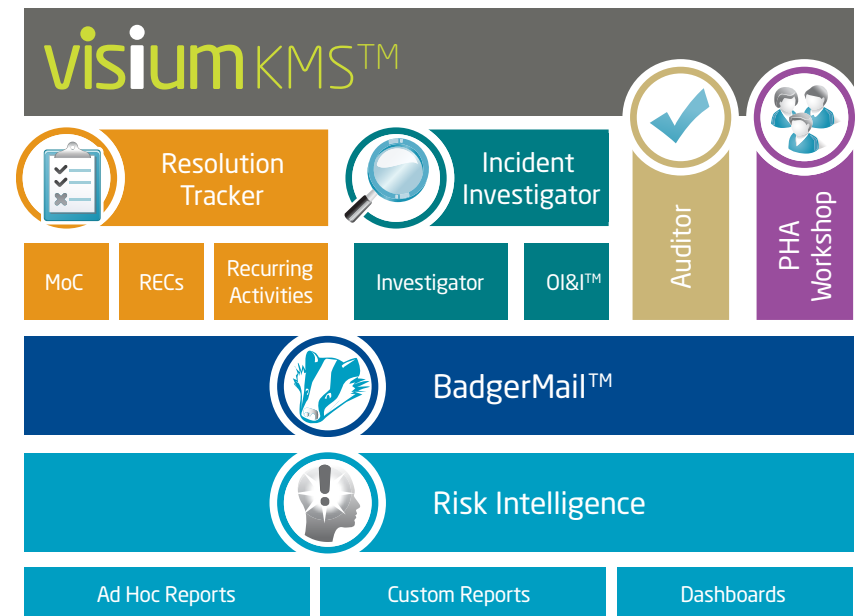 visium KMS™
Resolution
Tracker
Incident
Investigator
Auditor
PHA
Workshop
MoC
RECs
Recurring
Activities
Investigator
OI&I™
BadgerMail™
Risk Intelligence
Ad Hoc Reports
Custom Reports
Dashboards